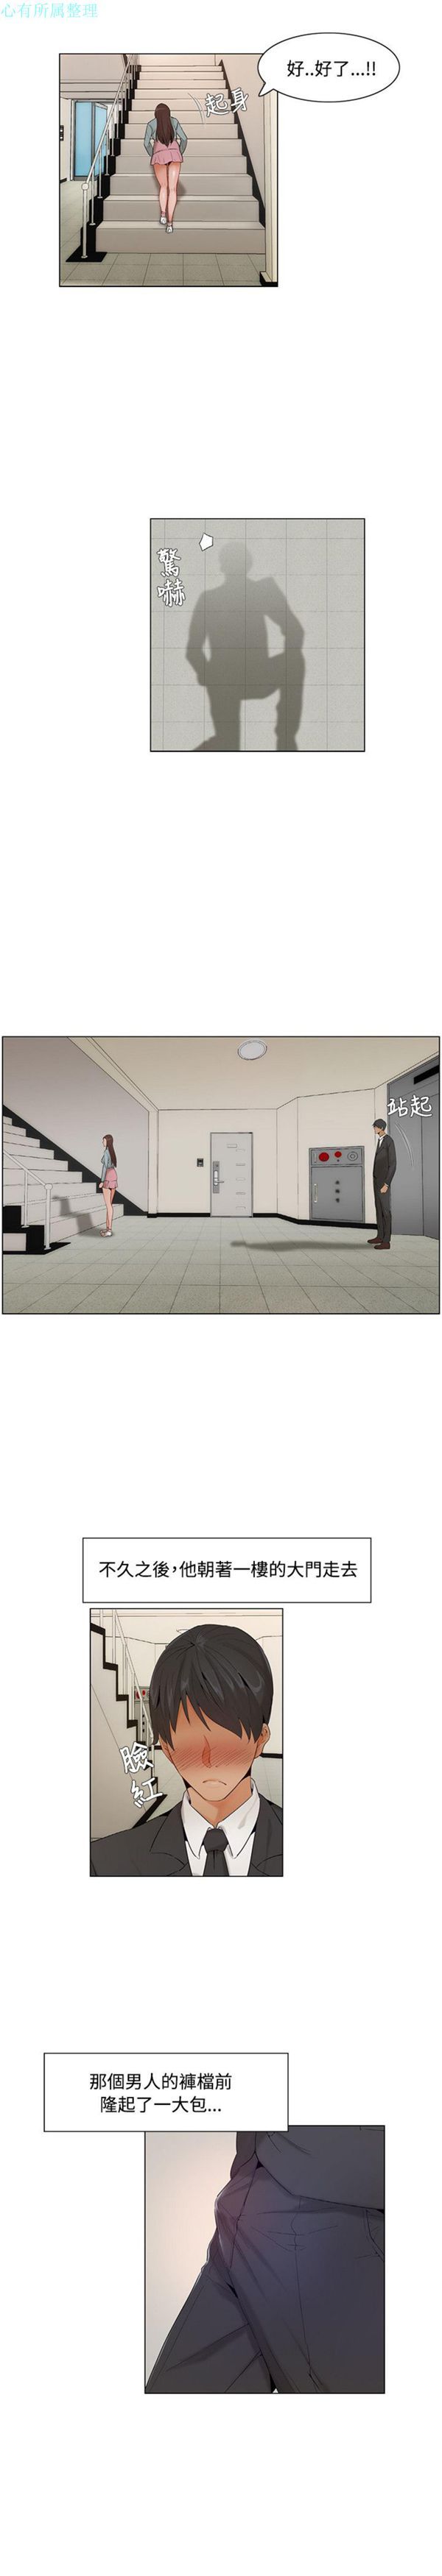 心有所属整理
好..好了...!!
起身
驚嚇
站起
不久之後,他朝著一樓的大門走去
臉紅
那個男人的褲檔前
隆起了一大包...